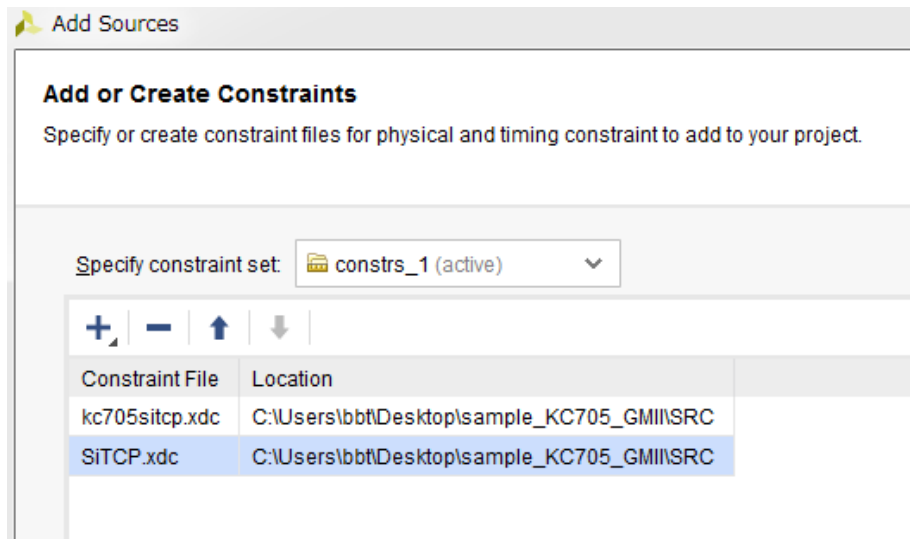 Add Sources
Add or Create Constraints
Specify or create constraint files for physical and timing constraint to add to your project.
Specify constraint set: constrs_1 (active)
Constraint File Location
kc705sitcp.xdc C:\Users\bbt\Desktop\sample_KC705_GMII\SRC
SiTCP.xdc C:\Users\bbt\Desktop\sample_KC705_GMII\SRC